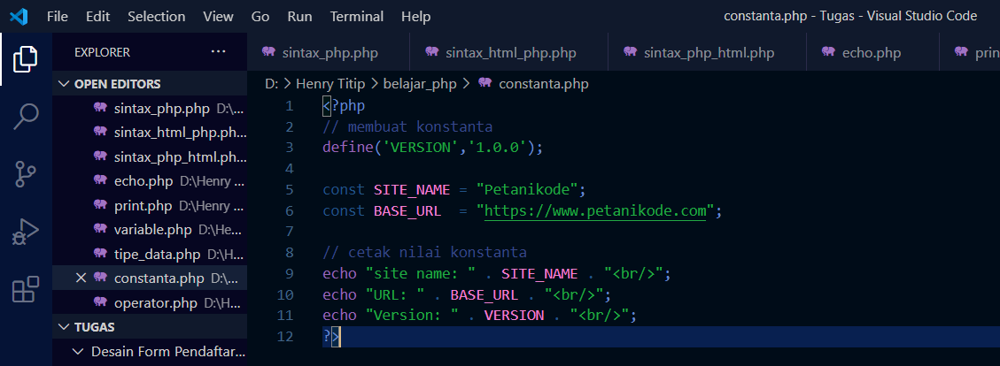 File Edit Selection View Go Run Terminal Help constanta.php - Tugas - Visual Studio Code
EXPLORER ...
sintax_php.php sintax_html_php.php sintax_php_html.php echo.php prin
OPEN EDITORS
sintax_php.php D:\...
sintax_html_php.ph...
sintax_php_html.ph...
echo.php D:\Henry ...
print.php D:\Henry ...
variable.php D:\He...
tipe_data.php D:\H...
constanta.php D:\...
operator.php D:\H...
TUGAS
Desain Form Pendaftar...
D: > Henry Titip > belajar_php > constanta.php
1 <?php
2 // membuat konstanta
3 define('VERSION','1.0.0');
4
5 const SITE_NAME = "Petanikode";
6 const BASE_URL  = "https://www.petanikode.com";
7
8 // cetak nilai konstanta
9 echo "site name: " . SITE_NAME . "<br/>";
10 echo "URL: " . BASE_URL . "<br/>";
11 echo "Version: " . VERSION . "<br/>";
12 ?>